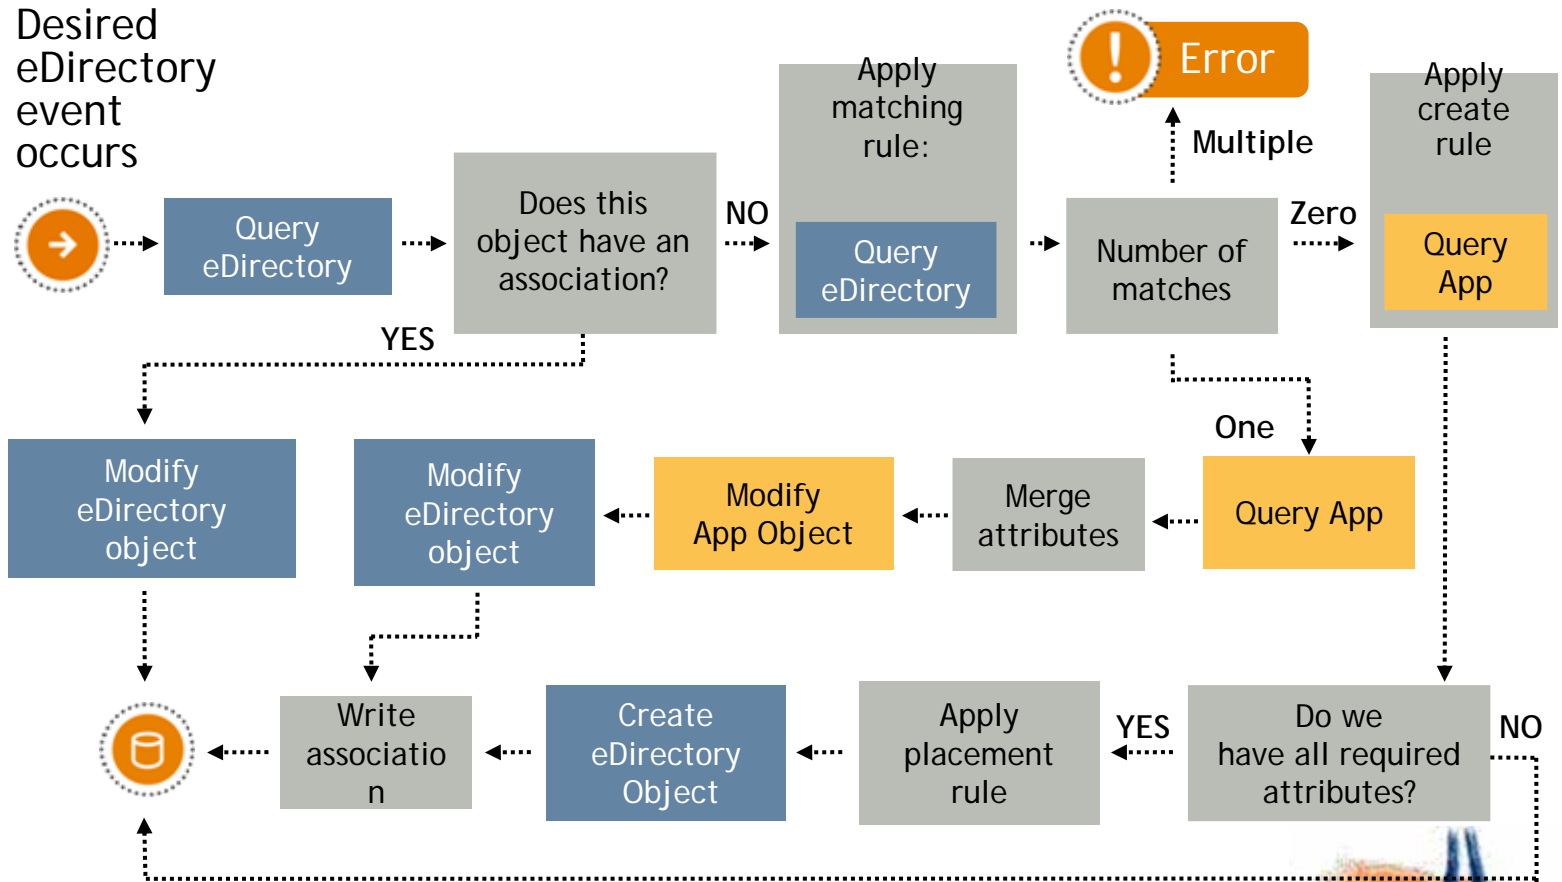 Desired
eDirectory
event
occurs
Query
eDirectory
Does this
object have an
association?
NO
YES
Apply
matching
rule:
Query
eDirectory
Number of
matches
Multiple
Error
Zero
Apply
create
rule
Query
App
One
Query App
Merge
attributes
Modify
App Object
Modify
eDirectory
object
Modify
eDirectory
object
Do we
have all required
attributes?
NO
YES
Apply
placement
rule
Create
eDirectory
Object
Write
associatio
n